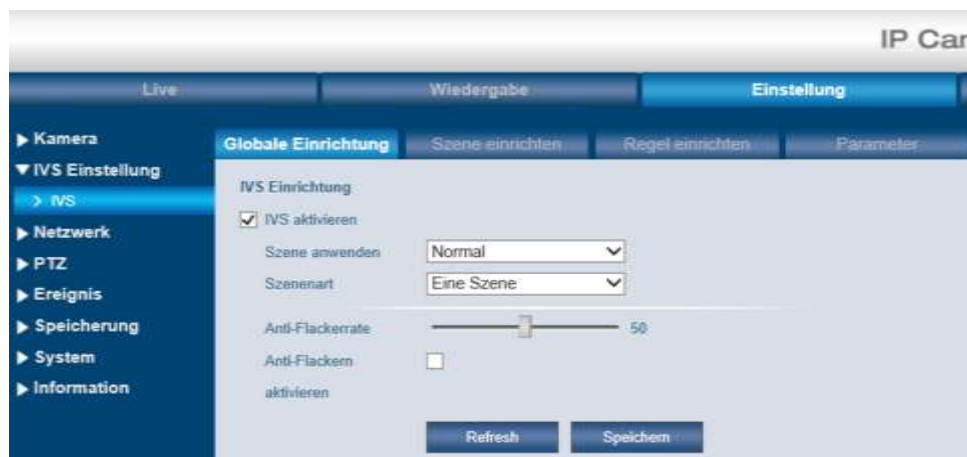 IP Car
Live Wiedergabe Einstellung
Kamera
IVS Einstellung
IVS
Netzwerk
PTZ
Ereignis
Speicherung
System
Information
Globale Einrichtung Szene einrichten Regel einrichten Parameter
IVS Einrichtung
IVS aktivieren
Szene anwenden Normal
Szenenart Eine Szene
Anti-Flackerrate 50
Anti-Flackern
aktivieren
Refresh Speichern